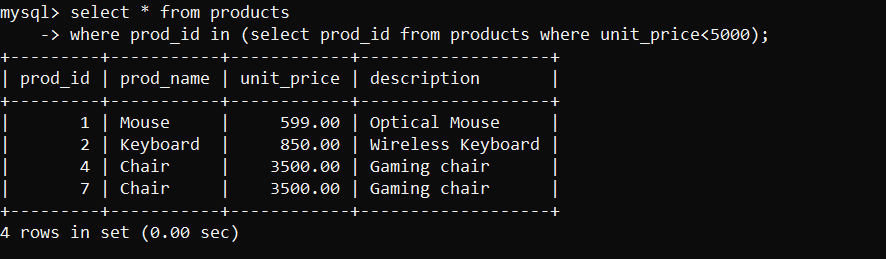 mysql> select * from products
    -> where prod_id in (select prod_id from products where unit_price<5000);
+---------+-----------+------------+-------------------+
| prod_id | prod_name | unit_price | description       |
+---------+-----------+------------+-------------------+
|       1 | Mouse     |     599.00 | Optical Mouse     |
|       2 | Keyboard  |     850.00 | Wireless Keyboard |
|       4 | Chair     |    3500.00 | Gaming chair      |
|       7 | Chair     |    3500.00 | Gaming chair      |
+---------+-----------+------------+-------------------+
4 rows in set (0.00 sec)